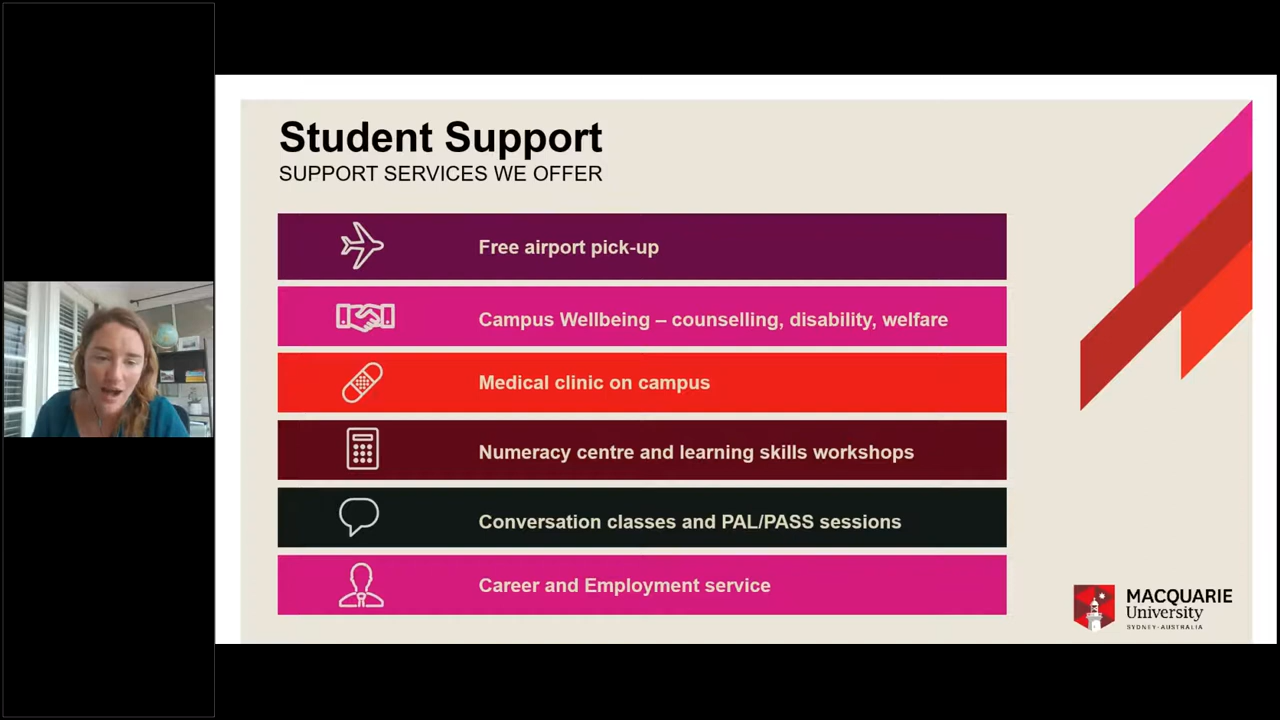 Student Support
SUPPORT SERVICES WE OFFER
Free airport pick-up
Campus Wellbeing – counselling, disability, welfare
Medical clinic on campus
Numeracy centre and learning skills workshops
Conversation classes and PAL/PASS sessions
Career and Employment service
MACQUARIE
University
SYDNEY·AUSTRALIA